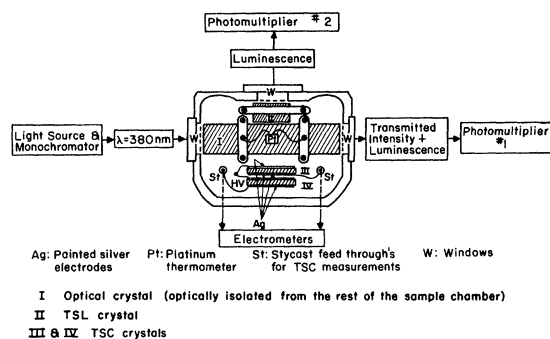 Photomultiplier # 2
Luminescence
W
II
Light Source &
Monochromator
λ=380nm
W
I
Pt
W
Transmitted
Intensity +
Luminescence
Photomultiplier
#1
St
HV
III
IV
St
Ag
Electrometers
Ag: Painted silver
electrodes
Pt: Platinum
thermometer
St: Stycast feed through's
for TSC measurements
W: Windows
I Optical crystal (optically isolated from the rest of the sample chamber)
II TSL crystal
III & IV TSC crystals